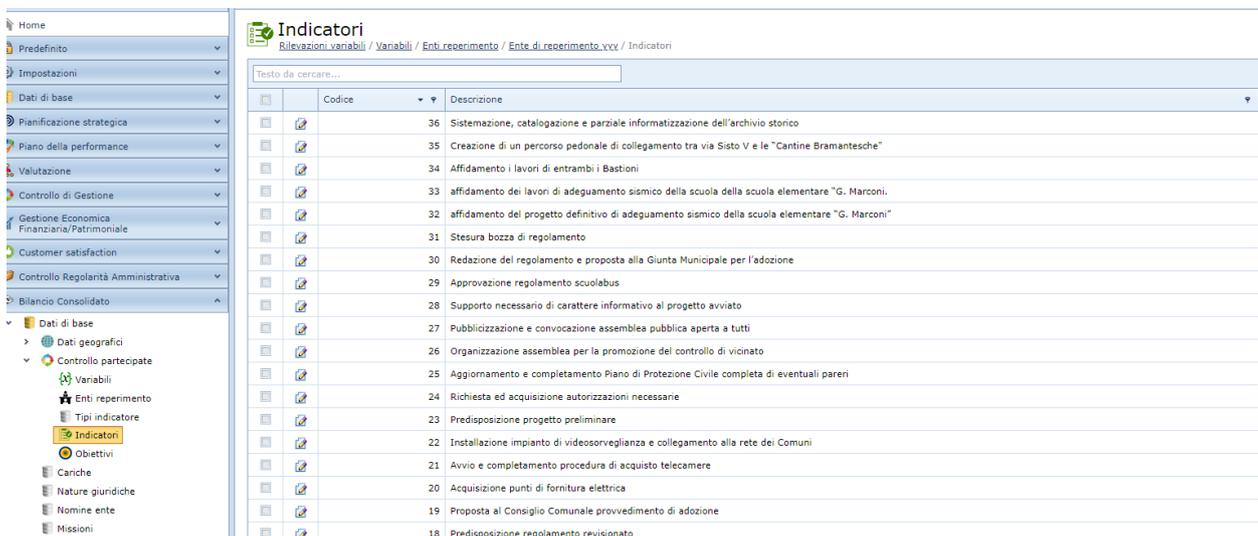 Home
Predefinito
Impostazioni
Dati di base
Pianificazione strategica
Piano della performance
Valutazione
Controllo di Gestione
Gestione Economica
Finanziaria/Patrimoniale
Customer satisfaction
Controllo Regolarità Amministrativa
Bilancio Consolidato
Dati di base
Dati geografici
Controllo partecipate
{x} Variabili
Enti reperimento
Tipi indicatore
Indicatori
Obiettivi
Cariche
Nature giuridiche
Nomine ente
Missioni
Indicatori
Rilevazioni variabili / Variabili / Enti reperimento / Ente di reperimento yyy / Indicatori
Testo da cercare...
Codice Descrizione
36 Sistemazione, catalogazione e parziale informatizzazione dell'archivio storico
35 Creazione di un percorso pedonale di collegamento tra via Sisto V e le "Cantine Bramantesche"
34 Affidamento i lavori di entrambi i Bastioni
33 affidamento dei lavori di adeguamento sismico della scuola della scuola elementare "G. Marconi.
32 affidamento del progetto definitivo di adeguamento sismico della scuola elementare "G. Marconi"
31 Stesura bozza di regolamento
30 Redazione del regolamento e proposta alla Giunta Municipale per l'adozione
29 Approvazione regolamento scuolabus
28 Supporto necessario di carattere informativo al progetto avviato
27 Pubblicizzazione e convocazione assemblea pubblica aperta a tutti
26 Organizzazione assemblea per la promozione del controllo di vicinato
25 Aggiornamento e completamento Piano di Protezione Civile completa di eventuali pareri
24 Richiesta ed acquisizione autorizzazioni necessarie
23 Predisposizione progetto preliminare
22 Installazione impianto di videosorveglianza e collegamento alla rete dei Comuni
21 Avvio e completamento procedura di acquisto telecamere
20 Acquisizione punti di fornitura elettrica
19 Proposta al Consiglio Comunale provvedimento di adozione
18 Predisposizione regolamento revisionato